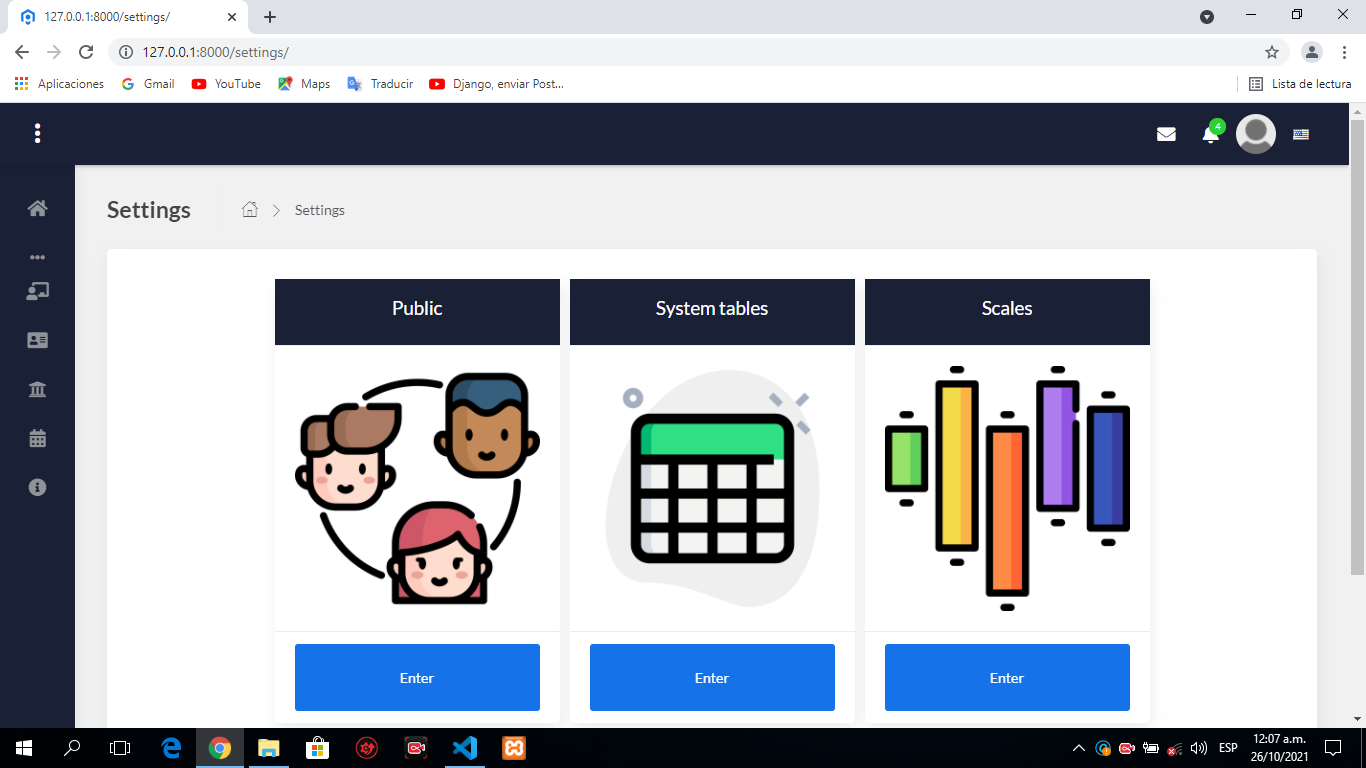 127.0.0.1:8000/settings/
127.0.0.1:8000/settings/
Aplicaciones Gmail YouTube Maps Traducir Django, enviar Post... Lista de lectura
4
Settings Settings
Public System tables Scales
Enter Enter Enter
ESP 12:07 a.m.
26/10/2021